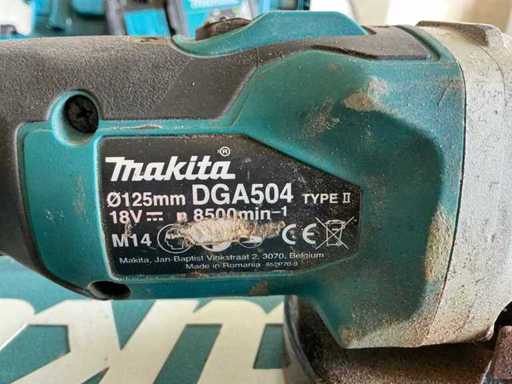 makita®
Ø125mm DGA504 TYPE II
18V n 8500min-1
M14 CE
Makita, Jan-Baptist Vinkstraat 2, 3070, Belgium
Made in Romania